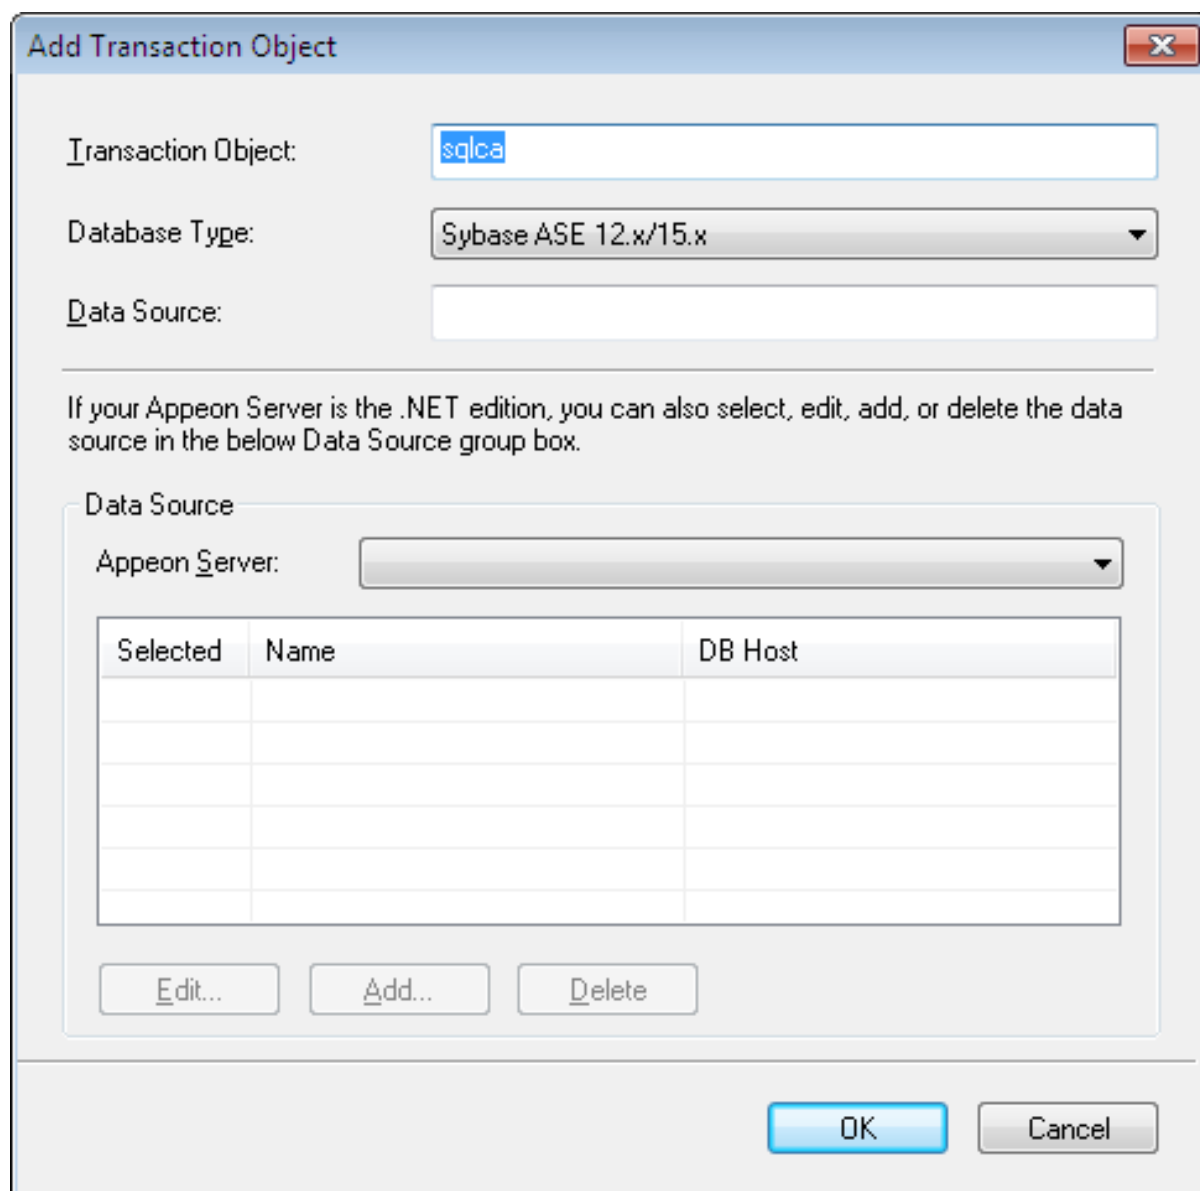 Add Transaction Object
Transaction Object: sqlca
Database Type: Sybase ASE 12.x/15.x
Data Source:
If your Appeon Server is the .NET edition, you can also select, edit, add, or delete the data
source in the below Data Source group box.
Data Source
Appeon Server:
Selected Name DB Host
Edit... Add... Delete
OK Cancel